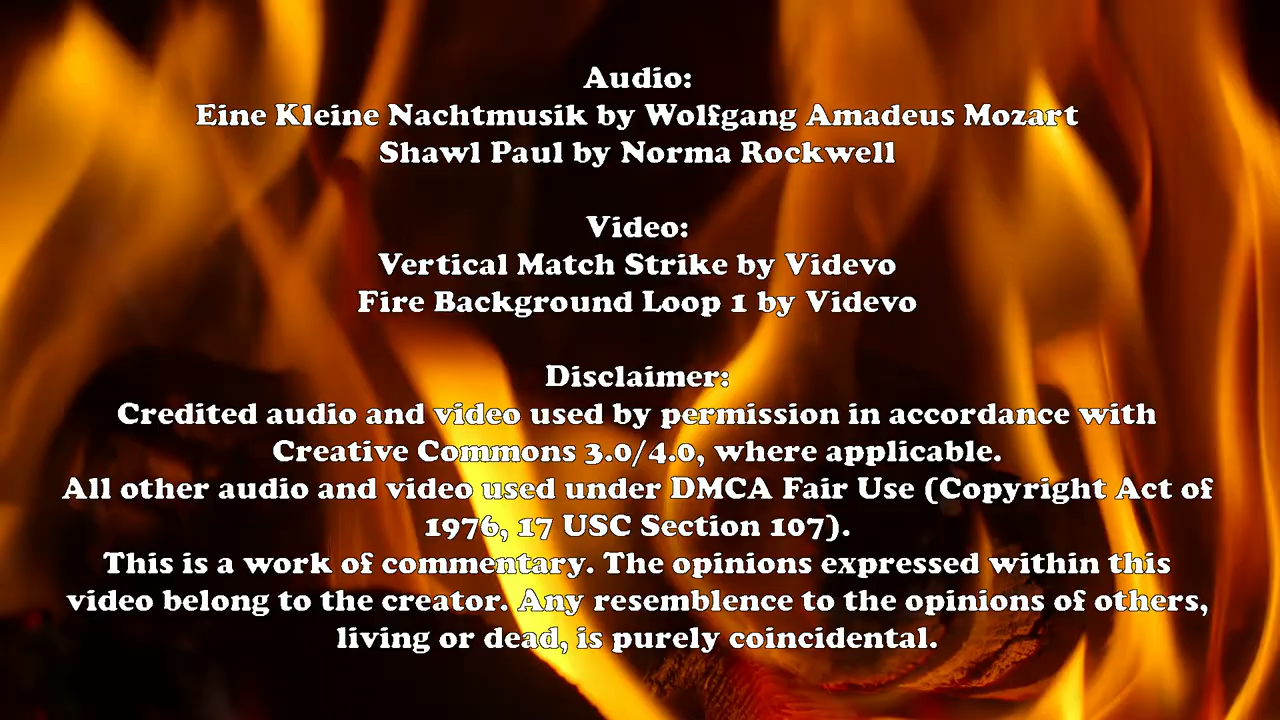 Audio:
Eine Kleine Nachtmusik by Wolfgang Amadeus Mozart
Shawl Paul by Norma Rockwell
Video:
Vertical Match Strike by Videvo
Fire Background Loop 1 by Videvo
Disclaimer:
Credited audio and video used by permission in accordance with
Creative Commons 3.0/4.0, where applicable.
All other audio and video used under DMCA Fair Use (Copyright Act of
1976, 17 USC Section 107).
This is a work of commentary. The opinions expressed within this
video belong to the creator. Any resemblence to the opinions of others,
living or dead, is purely coincidental.